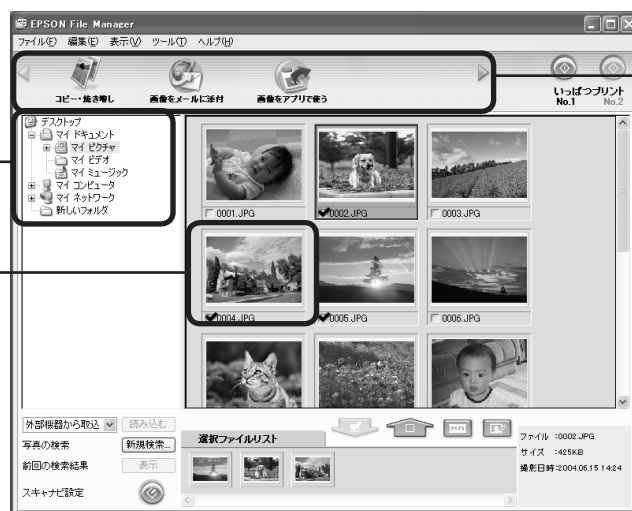 EPSON File Manager
ファイル(F) 編集(E) 表示(V) ツール(T) ヘルプ(H)
コピー・焼き増し 画像をメールに添付 画像をアプリで使う
いっぱつプリント
No.1 No.2
デスクトップ
マイ ドキュメント
マイ ピクチャ
マイ ビデオ
マイ ミュージック
マイ コンピュータ
マイ ネットワーク
新しいフォルダ
0001.JPG 0002.JPG 0003.JPG
0004.JPG 0005.JPG 0006.JPG
外部機器から取込 読み込む
写真の検索 新規検索...
前回の検索結果 表示
スキャナビ設定
選択ファイルリスト
ファイル :0002.JPG
サイズ :425KB
撮影日時:2004.06.15 14:24